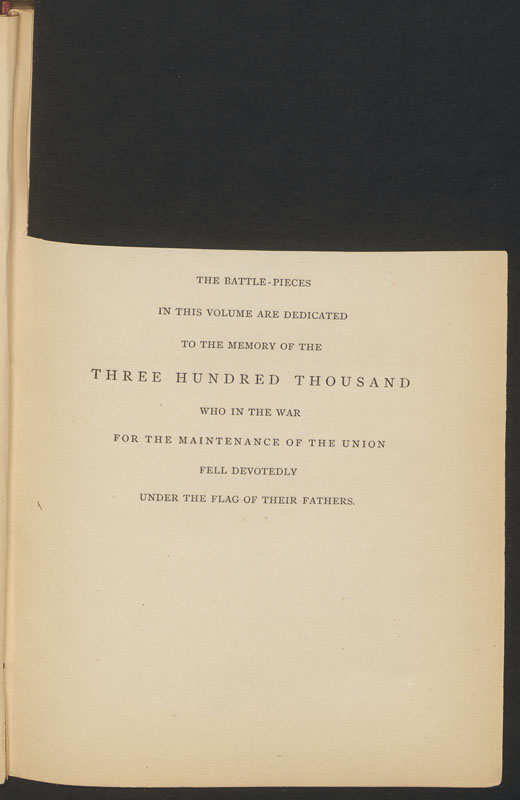 THE BATTLE-PIECES
IN THIS VOLUME ARE DEDICATED
TO THE MEMORY OF THE
THREE HUNDRED THOUSAND
WHO IN THE WAR
FOR THE MAINTENANCE OF THE UNION
FELL DEVOTEDLY
UNDER THE FLAG OF THEIR FATHERS.